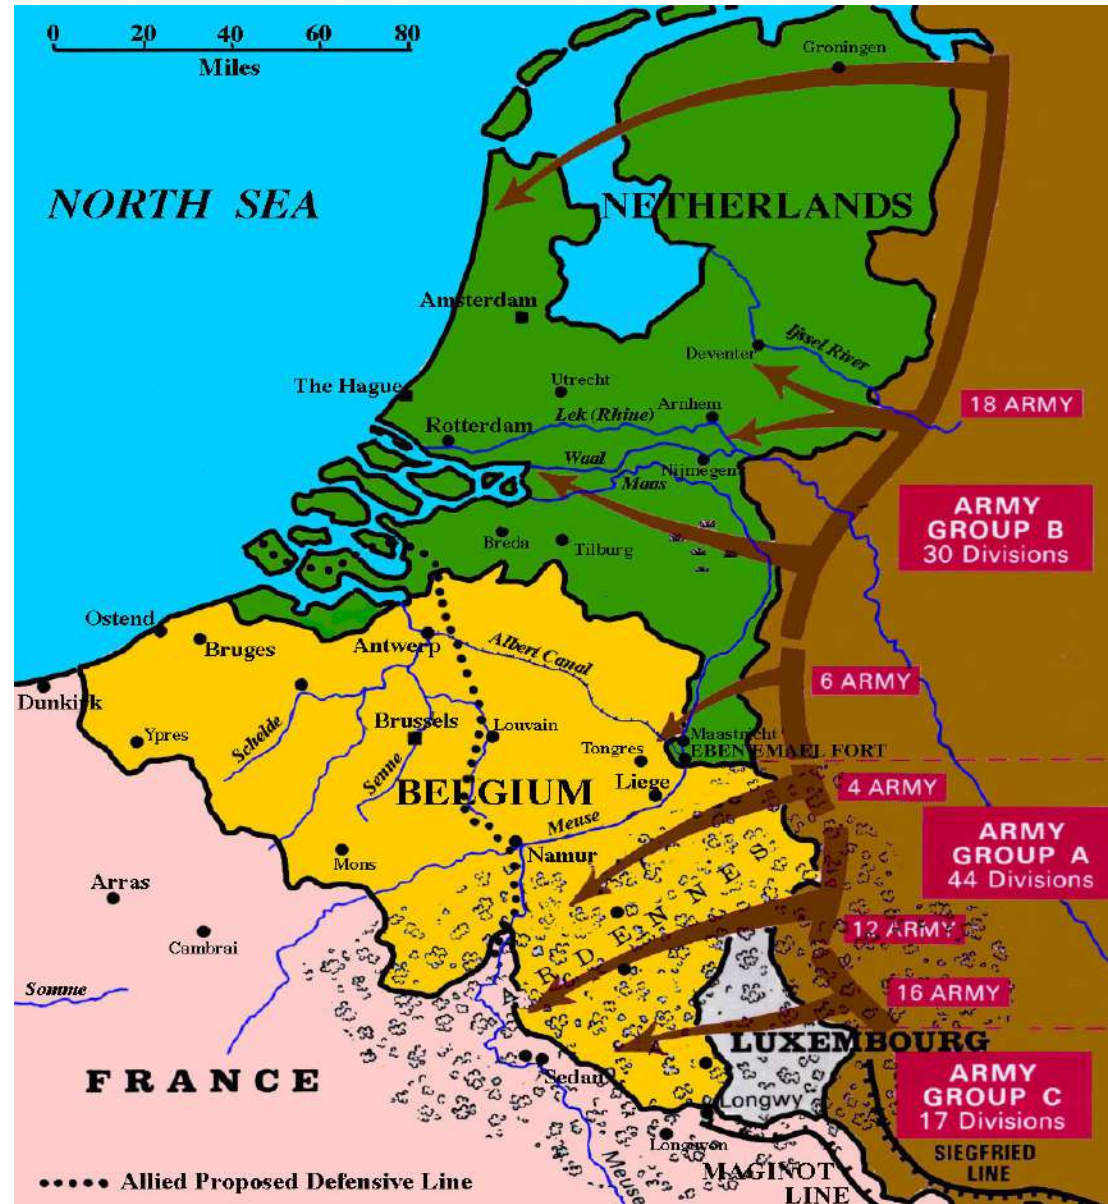 0 20 40 60 80
Miles
Groningen
NORTH SEA
NETHERLANDS
Amsterdam
Ijssel River
Deventer
The Hague
Utrecht
18 ARMY
Arnhem
Lek (Rhine)
Rotterdam
Waal
Nijmegen
Maas
ARMY
GROUP B
30 Divisions
Breda
Tilburg
Ostend
Bruges
Antwerp
Albert Canal
6 ARMY
Dunkirk
Ypres
Schelde
Brussels
Louvain
Senne
Tongres
Maastricht
EBEN EMAEL FORT
Liege
4 ARMY
BELGIUM
Meuse
ARMY
GROUP A
44 Divisions
Mons
Namur
Arras
Cambrai
ARDENNES
12 ARMY
Somme
16 ARMY
LUXEMBOURG
FRANCE
Sedan
ARMY
GROUP C
17 Divisions
Longwy
Longuyon
SIEGFRIED
LINE
MAGINOT
LINE
Meuse
Allied Proposed Defensive Line